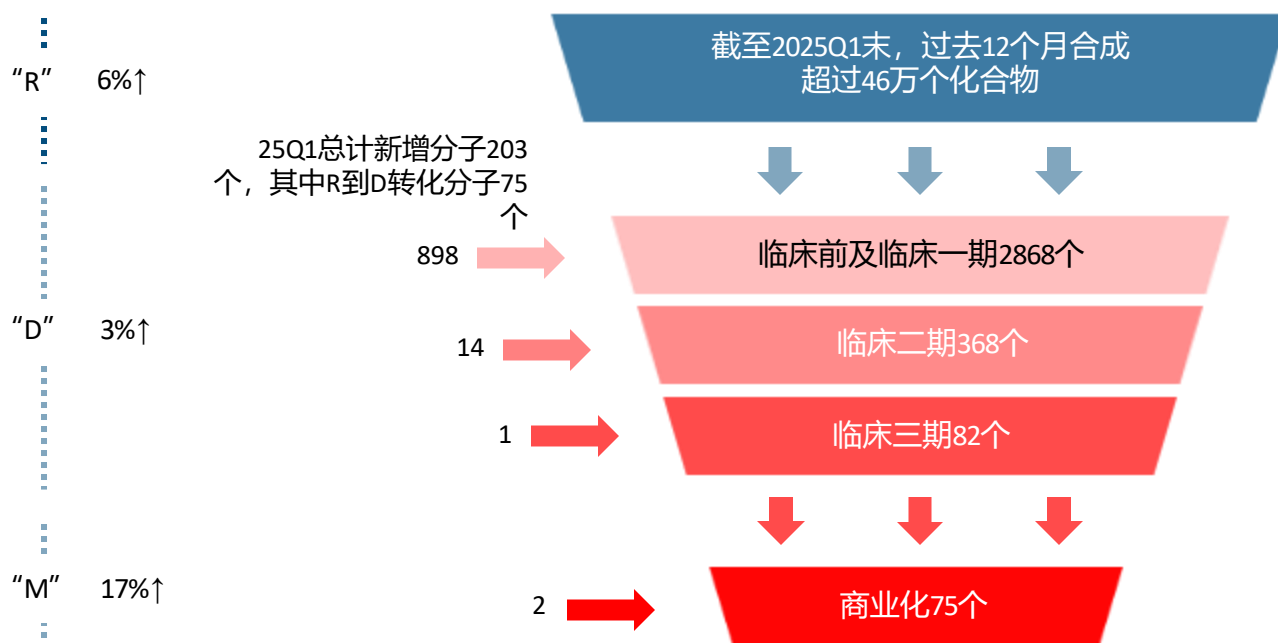 截至2025Q1末，过去12个月合成
超过46万个化合物
“R” 6%↑
25Q1总计新增分子203
个，其中R到D转化分子75
个
898
临床前及临床一期2868个
“D” 3%↑
14
临床二期368个
1
临床三期82个
“M” 17%↑
2
商业化75个